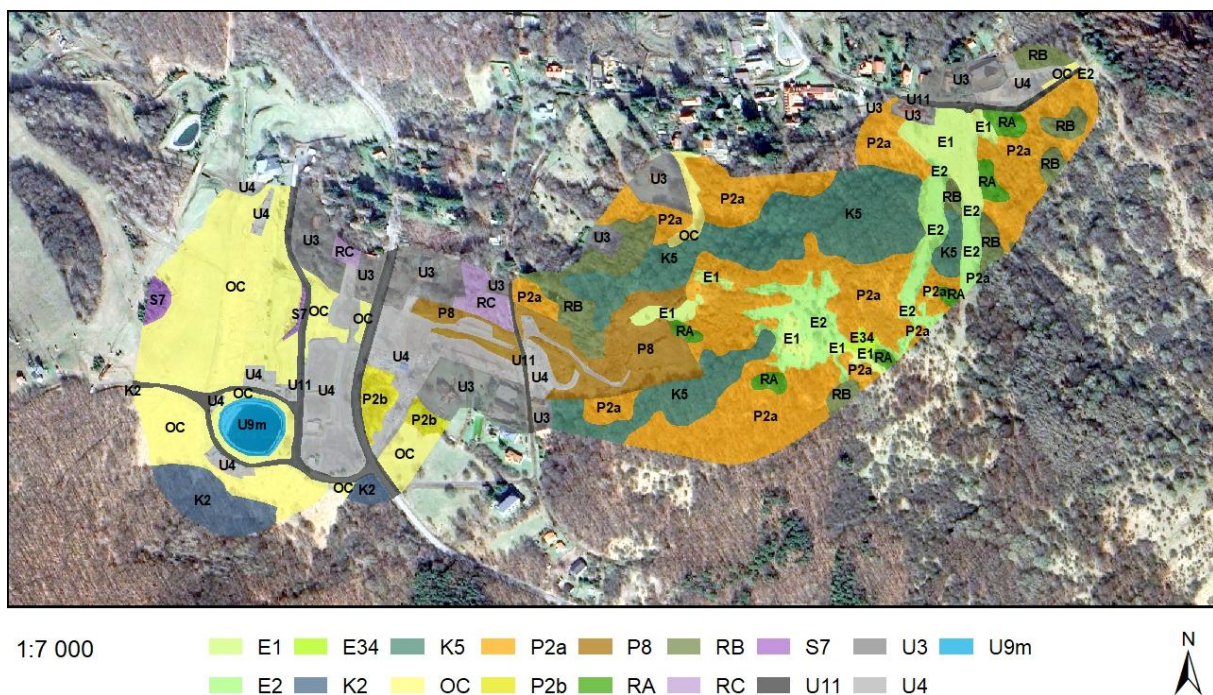 RB
U3 U4 OC E2
U3 U11
U3
E1 RA
P2a E1 P2a RB
U3 P2a E2 RA RB
U4
U4 P2a RB E2
U3 K5
RC U3 OC K5 E2 RB
U3 K5 E2
OC U3 RC P2a E1 P2a P2a P2a
S7 RA
S7 OC OC P8 RB E1 E2 E2
RA P8 E1 E34 P2a
E1 E1 RA
U11 P2a
U4
K2 U4 U11 U4 U4 U3 U4 K5 RA RB
U4 OC P2b
U9m P2b U3 P2a P2a
OC OC
U4
K2 OC K2
1:7 000
E1 E34 K5 P2a P8 RB S7 U3 U9m
E2 K2 OC P2b RA RC U11 U4
N